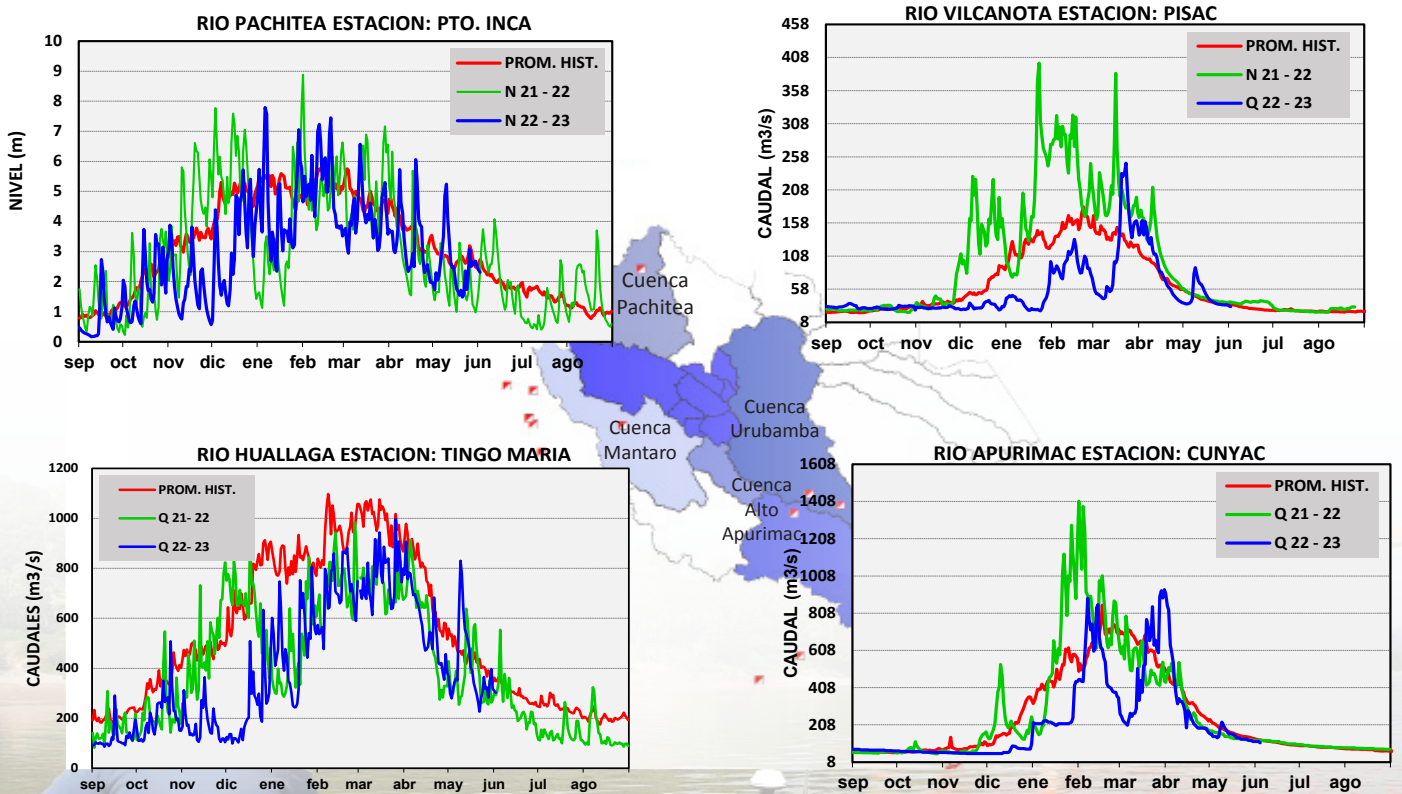 RIO PACHITEA ESTACION: PTO. INCA
NIVEL (m)
10
9
8
7
6
5
4
3
2
1
0
PROM. HIST.
N 21 - 22
N 22 - 23
sep oct nov dic ene feb mar abr may jun jul ago
RIO VILCANOTA ESTACION: PISAC
CAUDAL (m3/s)
458
408
358
308
258
208
158
108
58
8
PROM. HIST.
N 21 - 22
Q 22 - 23
sep oct nov dic ene feb mar abr may jun jul ago
Cuenca
Pachitea
Cuenca
Urubamba
Cuenca
Mantaro
Cuenca
Alto
Apurimac
RIO HUALLAGA ESTACION: TINGO MARIA
CAUDALES (m3/s)
1200
1000
800
600
400
200
0
PROM. HIST.
Q 21- 22
Q 22- 23
sep oct nov dic ene feb mar abr may jun jul ago
RIO APURIMAC ESTACION: CUNYAC
CAUDAL (m3/s)
1608
1408
1208
1008
808
608
408
208
8
PROM. HIST.
Q 21 - 22
Q 22 - 23
sep oct nov dic ene feb mar abr may jun jul ago